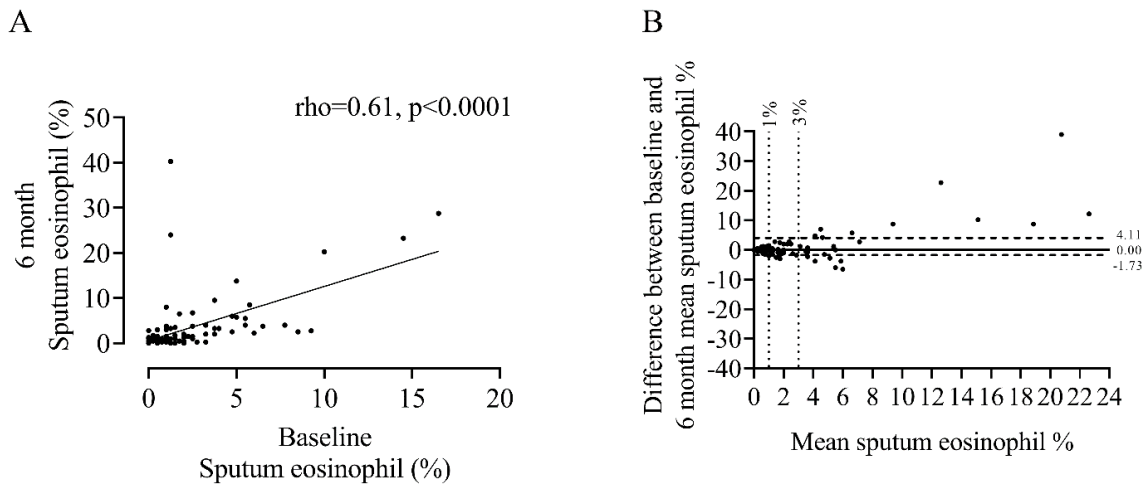 A
rho=0.61, p<0.0001
6 month
Sputum eosinophil (%)
50
40
30
20
10
0
0 5 10 15 20
Baseline
Sputum eosinophil (%)
B
Difference between baseline and
6 month mean sputum eosinophil %
1% 3%
40
30
20
10
0
-10
-20
-30
-40
4.11
0.00
-1.73
0 2 4 6 8 10 12 14 16 18 20 22 24
Mean sputum eosinophil %